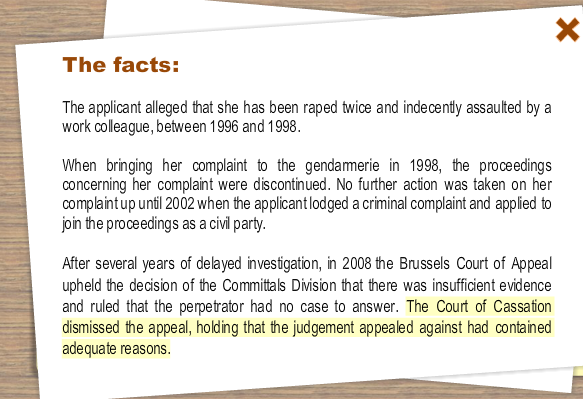 The facts:
The applicant alleged that she has been raped twice and indecently assaulted by a
work colleague, between 1996 and 1998.
When bringing her complaint to the gendarmerie in 1998, the proceedings
concerning her complaint were discontinued. No further action was taken on her
complaint up until 2002 when the applicant lodged a criminal complaint and applied to
join the proceedings as a civil party.
After several years of delayed investigation, in 2008 the Brussels Court of Appeal
upheld the decision of the Committals Division that there was insufficient evidence
and ruled that the perpetrator had no case to answer. The Court of Cassation
dismissed the appeal, holding that the judgement appealed against had contained
adequate reasons.